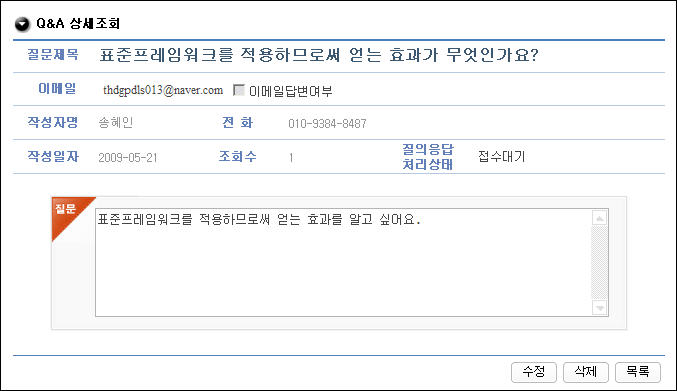 Q&A 상세조회
질문제목 표준프레임워크를 적용하므로써 얻는 효과가 무엇인가요?
이메일 thdgpdls013@naver.com 이메일답변여부
작성자명 송혜인 전 화 010-9384-8487
작성일자 2009-05-21 조회수 1 질의응답 처리상태 접수대기
질문
표준프레임워크를 적용하므로써 얻는 효과를 알고 싶어요.
수정 삭제 목록